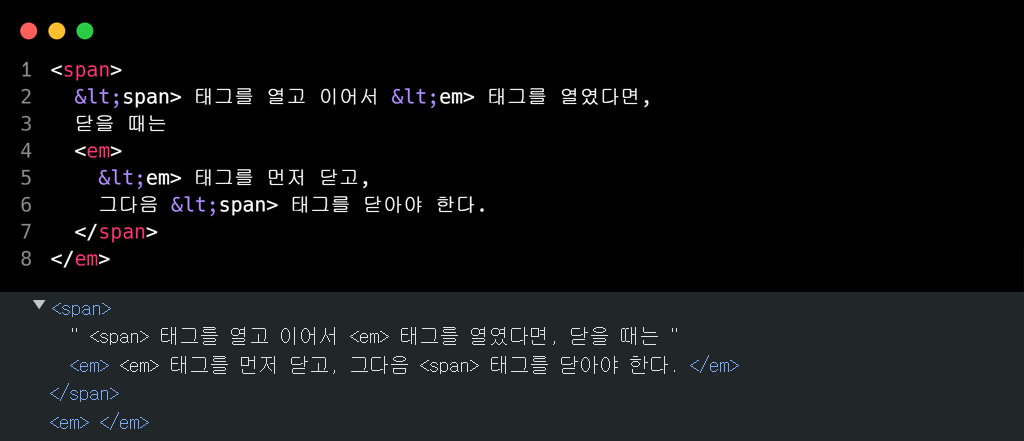 1 <span>
2 &lt;span> 태그를 열고 이어서 &lt;em> 태그를 열였다면,
3 닫을 때는
4 <em>
5 &lt;em> 태그를 먼저 닫고,
6 그다음 &lt;span> 태그를 닫아야 한다.
7 </span>
8 </em>
<span>
" <span> 태그를 열고 이어서 <em> 태그를 열였다면, 닫을 때는 "
<em> <em> 태그를 먼저 닫고, 그다음 <span> 태그를 닫아야 한다. </em>
</span>
<em> </em>